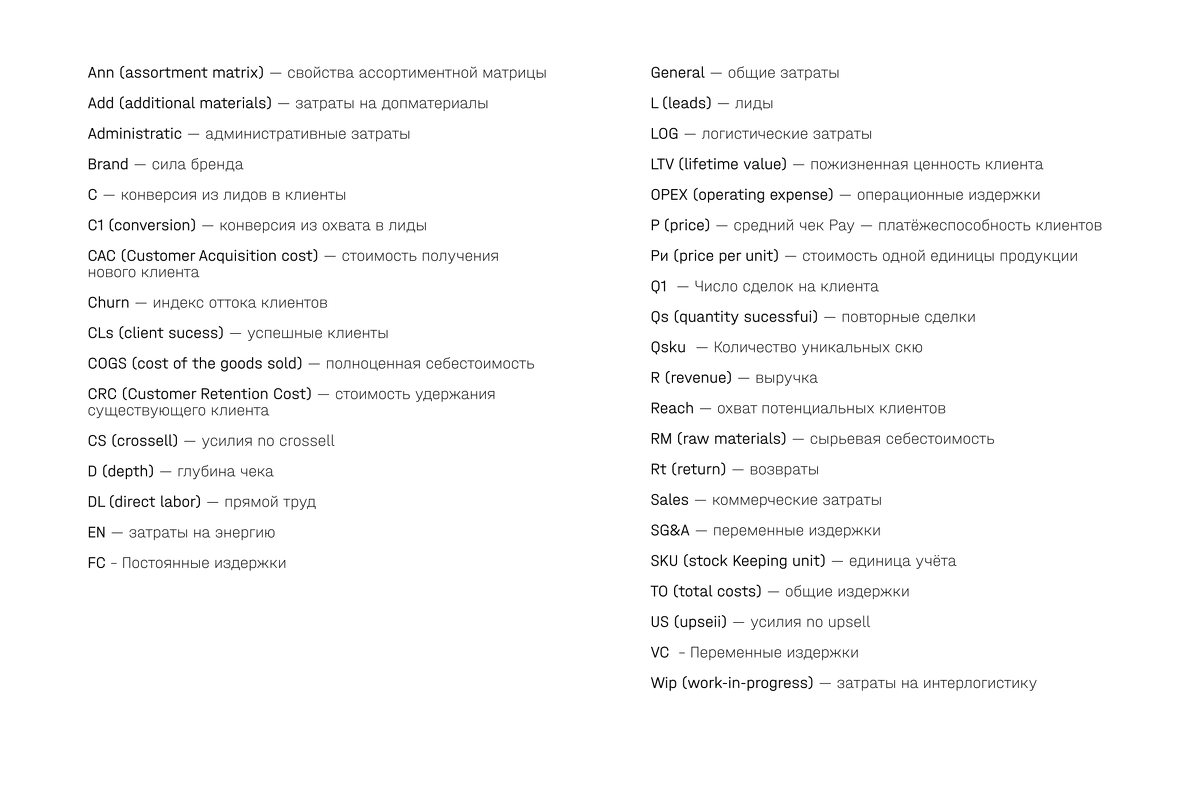 Ann (assortment matrix) — свойства ассортиментной матрицы
Add (additional materials) — затраты на допматериалы
Administratic — административные затраты
Brand — сила бренда
C — конверсия из лидов в клиенты
C1 (conversion) — конверсия из охвата в лиды
CAC (Customer Acquisition cost) — стоимость получения
нового клиента
Churn — индекс оттока клиентов
CLs (client sucess) — успешные клиенты
COGS (cost of the goods sold) — полноценная себестоимость
CRC (Customer Retention Cost) — стоимость удержания
существующего клиента
CS (crossell) — усилия по crossell
D (depth) — глубина чека
DL (direct labor) — прямой труд
EN — затраты на энергию
FC – Постоянные издержки
General — общие затраты
L (leads) — лиды
LOG — логистические затраты
LTV (lifetime value) — пожизненная ценность клиента
OPEX (operating expense) — операционные издержки
P (price) — средний чек Pay — платёжеспособность клиентов
Pи (price per unit) — стоимость одной единицы продукции
Q1 — Число сделок на клиента
Qs (quantity sucessfui) — повторные сделки
Qsku — Количество уникальных скю
R (revenue) — выручка
Reach — охват потенциальных клиентов
RM (raw materials) — сырьевая себестоимость
Rt (return) — возвраты
Sales — коммерческие затраты
SG&A — переменные издержки
SKU (stock Keeping unit) — единица учёта
TO (total costs) — общие издержки
US (upseii) — усилия по upsell
VC – Переменные издержки
Wip (work-in-progress) — затраты на интерлогистику